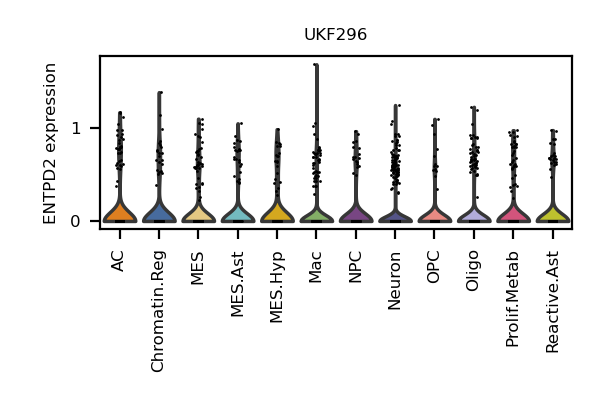 UKF296
ENTPD2 expression
1
0
AC
Chromatin.Reg
MES
MES.Ast
MES.Hyp
Mac
NPC
Neuron
OPC
Oligo
Prolif.Metab
Reactive.Ast